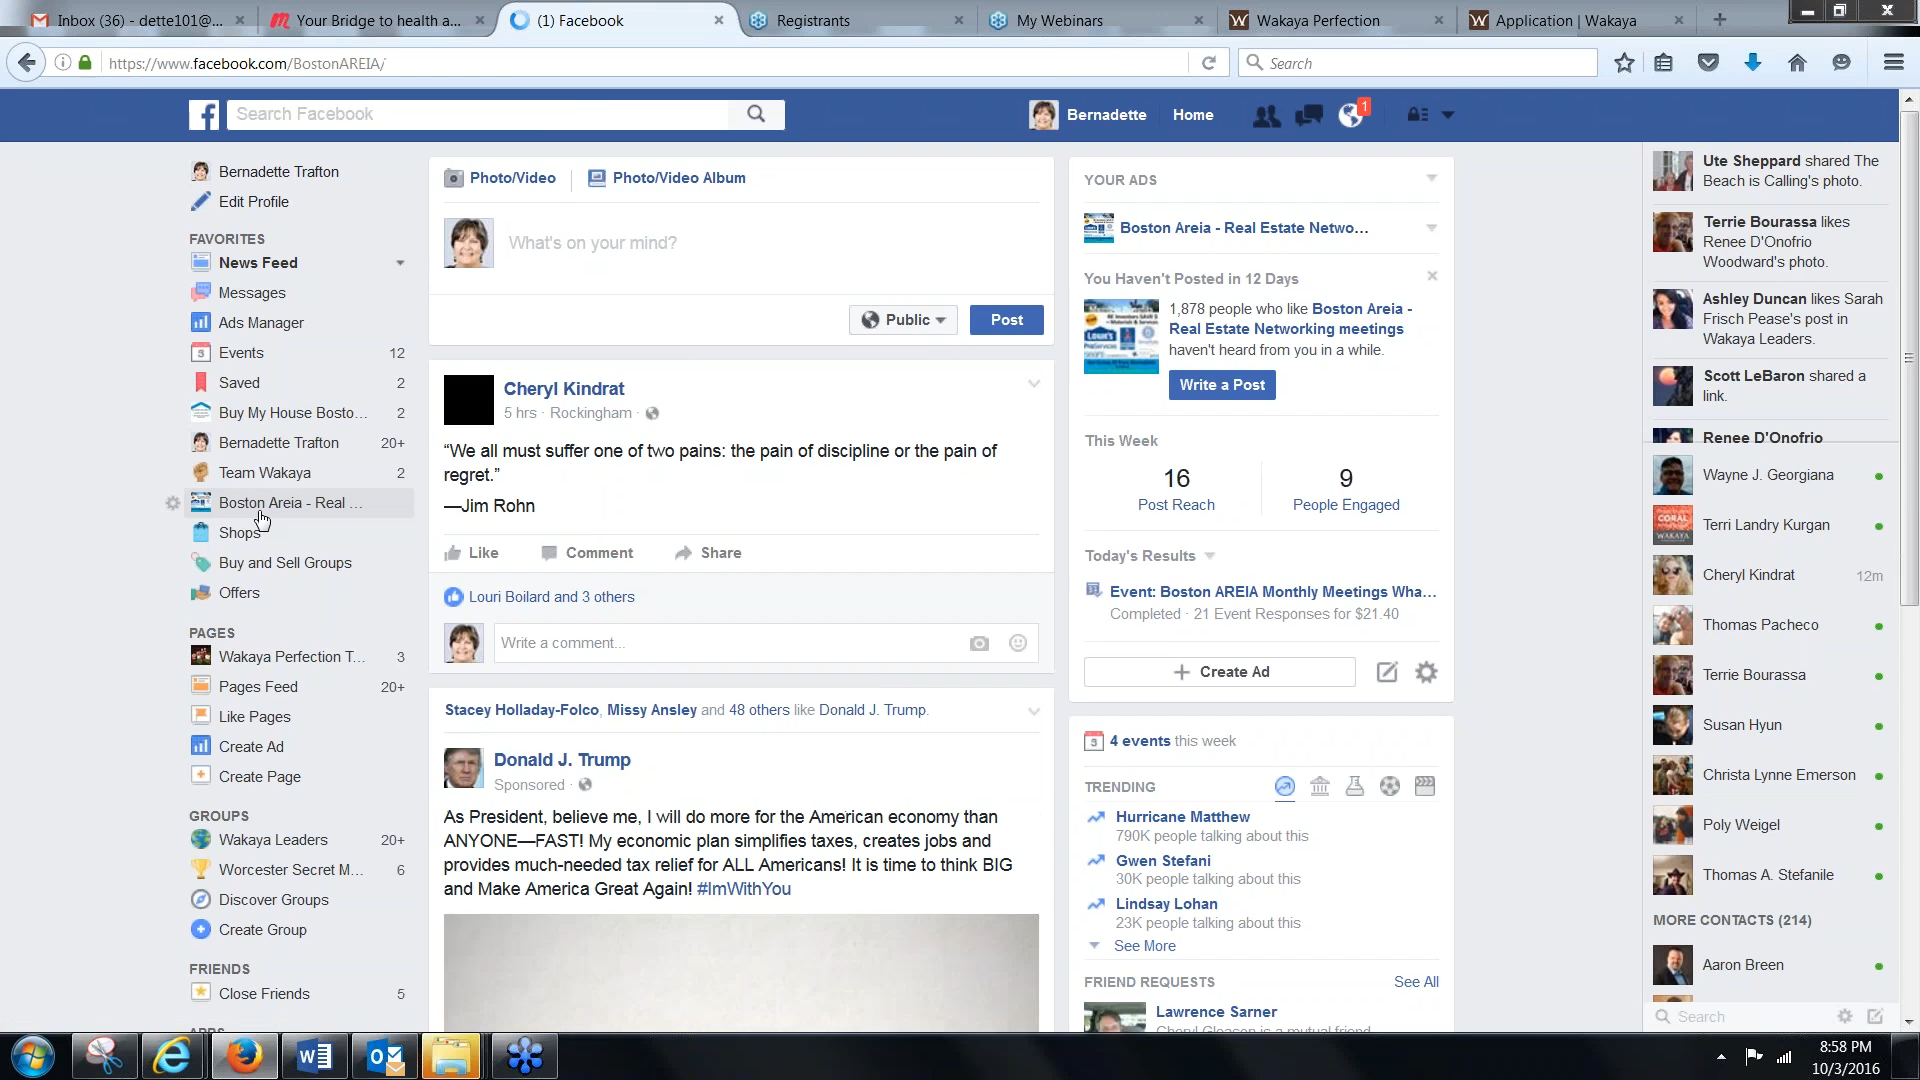 Inbox (36) - dette101@...
Your Bridge to health a...
(1) Facebook
Registrants
My Webinars
Wakaya Perfection
Application | Wakaya
https://www.facebook.com/BostonAREIA/
Search
Search Facebook
Bernadette
Home
1
Bernadette Trafton
Edit Profile
FAVORITES
News Feed
Messages
Ads Manager
Events 12
Saved 2
Buy My House Bosto... 2
Bernadette Trafton 20+
Team Wakaya 2
Boston Areia - Real ...
Shops
Buy and Sell Groups
Offers
PAGES
Wakaya Perfection T... 3
Pages Feed 20+
Like Pages
Create Ad
Create Page
GROUPS
Wakaya Leaders 20+
Worcester Secret M... 6
Discover Groups
Create Group
FRIENDS
Close Friends 5
APPS
Photo/Video
Photo/Video Album
What's on your mind?
Public
Post
Cheryl Kindrat
5 hrs · Rockingham ·
“We all must suffer one of two pains: the pain of discipline or the pain of
regret.”
—Jim Rohn
Like
Comment
Share
Louri Boilard and 3 others
Write a comment...
Stacey Holladay-Folco, Missy Ansley and 48 others like Donald J. Trump.
Donald J. Trump
Sponsored ·
As President, believe me, I will do more for the American economy than
ANYONE—FAST! My economic plan simplifies taxes, creates jobs and
provides much-needed tax relief for ALL Americans! It is time to think BIG
and Make America Great Again! #ImWithYou
YOUR ADS
Boston Areia - Real Estate Netwo...
You Haven't Posted in 12 Days
1,878 people who like Boston Areia -
Real Estate Networking meetings
haven't heard from you in a while.
Write a Post
This Week
16
Post Reach
9
People Engaged
Today's Results
Event: Boston AREIA Monthly Meetings Wha...
Completed · 21 Event Responses for $21.40
Create Ad
4 events this week
TRENDING
Hurricane Matthew
790K people talking about this
Gwen Stefani
30K people talking about this
Lindsay Lohan
23K people talking about this
See More
FRIEND REQUESTS
See All
Lawrence Sarner
Cheryl Gleason is a mutual friend
Ute Sheppard shared The
Beach is Calling's photo.
Terrie Bourassa likes
Renee D'Onofrio
Woodward's photo.
Ashley Duncan likes Sarah
Frisch Pease's post in
Wakaya Leaders.
Scott LeBaron shared a
link.
Renee D'Onofrio
Wayne J. Georgiana
Terri Landry Kurgan
Cheryl Kindrat 12m
Thomas Pacheco
Terrie Bourassa
Susan Hyun
Christa Lynne Emerson
Poly Weigel
Thomas A. Stefanile
MORE CONTACTS (214)
Aaron Breen
Search
8:58 PM
10/3/2016